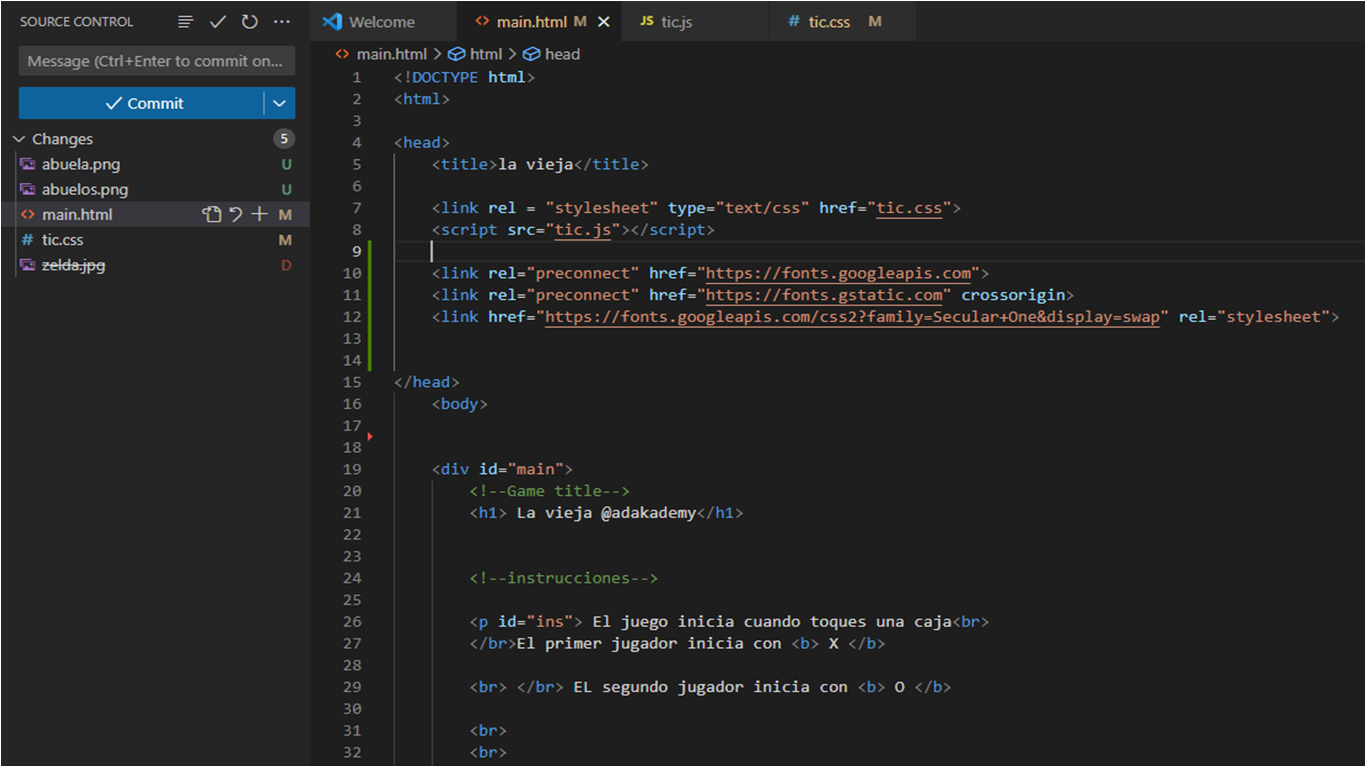 SOURCE CONTROL
Message (Ctrl+Enter to commit on...
Commit
Changes 5
abuela.png U
abuelos.png U
main.html M
tic.css M
zelda.jpg D
Welcome
<> main.html M
JS tic.js
# tic.css M
<> main.html > html > head
1 <!DOCTYPE html>
2 <html>
3
4 <head>
5 <title>la vieja</title>
6
7 <link rel = "stylesheet" type="text/css" href="tic.css">
8 <script src="tic.js"></script>
9
10 <link rel="preconnect" href="https://fonts.googleapis.com">
11 <link rel="preconnect" href="https://fonts.gstatic.com" crossorigin>
12 <link href="https://fonts.googleapis.com/css2?family=Secular+One&display=swap" rel="stylesheet">
13
14
15 </head>
16 <body>
17
18
19 <div id="main">
20 <!--Game title-->
21 <h1> La vieja @adakademy</h1>
22
23
24 <!--instrucciones-->
25
26 <p id="ins"> El juego inicia cuando toques una caja<br>
27 </br>El primer jugador inicia con <b> X </b>
28
29 <br> </br> EL segundo jugador inicia con <b> O </b>
30
31 <br>
32 <br>